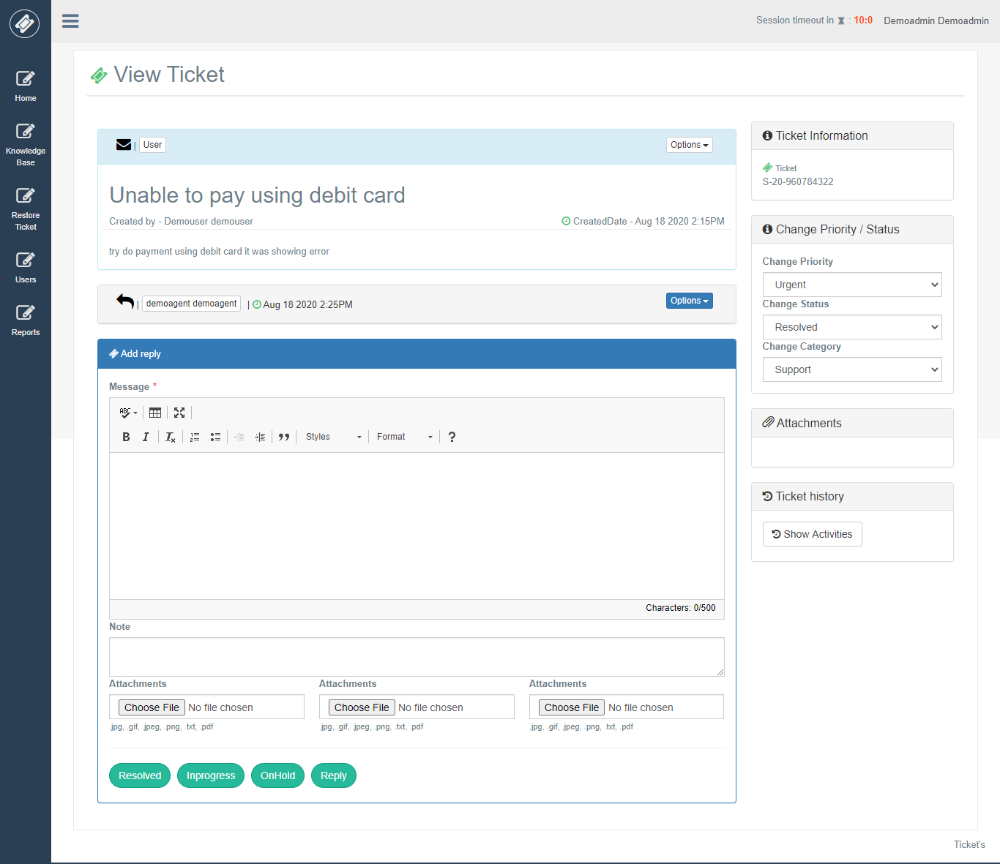 Session timeout in : 10:0 Demoadmin Demoadmin
Home
Knowledge
Base
Restore
Ticket
Users
Reports
View Ticket
| User
Options
Unable to pay using debit card
Created by - Demouser demouser
CreatedDate - Aug 18 2020 2:15PM
try do payment using debit card it was showing error
| demoagent demoagent | Aug 18 2020 2:25PM
Options
Add reply
Message *
ABC
B I Tx Styles Format ?
Characters: 0/500
Note
Attachments Attachments Attachments
Choose File No file chosen Choose File No file chosen Choose File No file chosen
.jpg, .gif, .jpeg, .png, .txt, .pdf .jpg, .gif, .jpeg, .png, .txt, .pdf .jpg, .gif, .jpeg, .png, .txt, .pdf
Resolved Inprogress OnHold Reply
Ticket Information
Ticket
S-20-960784322
Change Priority / Status
Change Priority
Urgent
Change Status
Resolved
Change Category
Support
Attachments
Ticket history
Show Activities
Ticket's